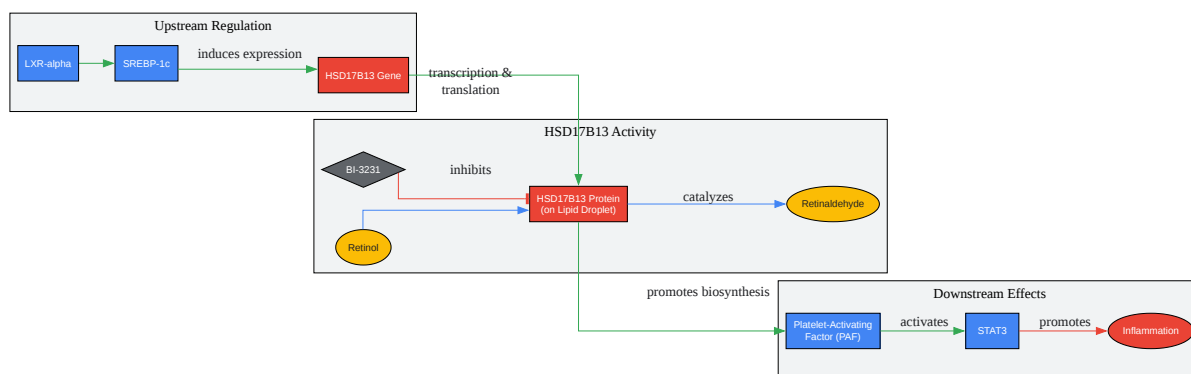 Upstream Regulation
LXR-alpha
SREBP-1c
induces expression
HSD17B13 Gene
transcription &
translation
HSD17B13 Activity
BI-3231
inhibits
HSD17B13 Protein
(on Lipid Droplet)
catalyzes
Retinaldehyde
Retinol
promotes biosynthesis
Downstream Effects
Platelet-Activating
Factor (PAF)
activates
STAT3
promotes
Inflammation